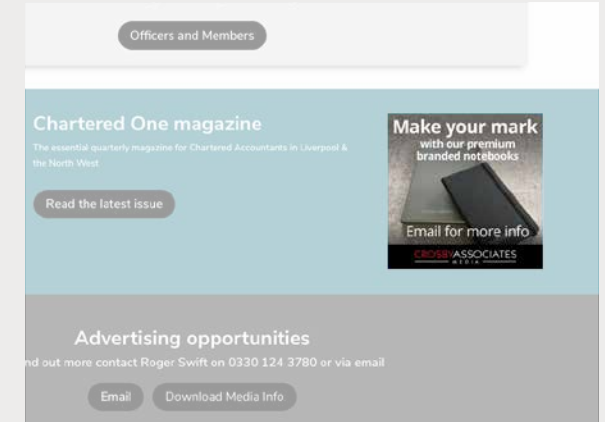 Officers and Members
Chartered One magazine
The essential quarterly magazine for Chartered Accountants in Liverpool &
the North West
Read the latest issue
Make your mark
with our premium
branded notebooks
Email for more info
CROSBY ASSOCIATES
MEDIA
Advertising opportunities
nd out more contact Roger Swift on 0330 124 3780 or via email
Email
Download Media Info